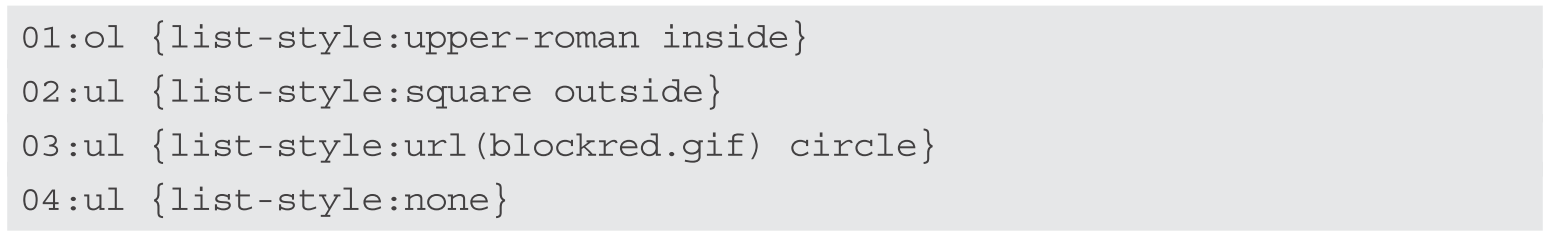 01:ol {list-style:upper-roman inside}
02:ul {list-style:square outside}
03:ul {list-style:url(blockred.gif) circle}
04:ul {list-style:none}